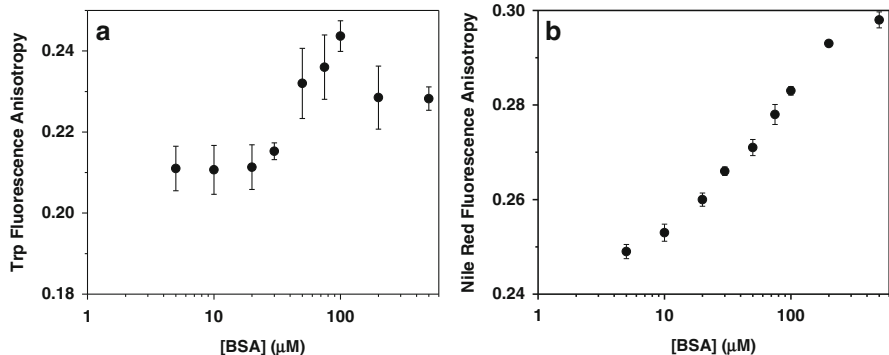 a
Trp Fluorescence Anisotropy
0.24
0.22
0.20
0.18
1
10
100
[BSA] (μM)
b
Nile Red Fluorescence Anisotropy
0.30
0.28
0.26
0.24
1
10
100
[BSA] (μM)